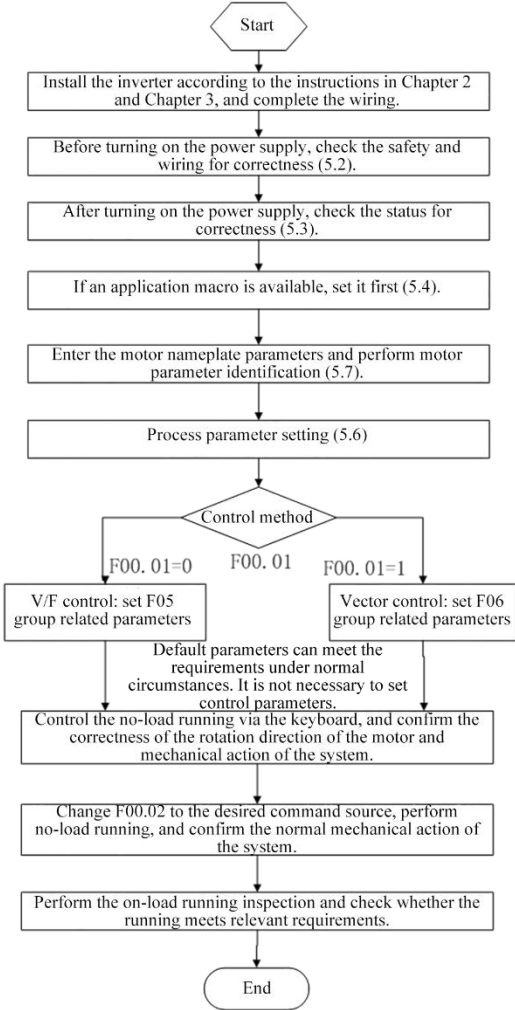 Start
Install the inverter according to the instructions in Chapter 2
and Chapter 3, and complete the wiring.
Before turning on the power supply, check the safety and
wiring for correctness (5.2).
After turning on the power supply, check the status for
correctness (5.3).
If an application macro is available, set it first (5.4).
Enter the motor nameplate parameters and perform motor
parameter identification (5.7).
Process parameter setting (5.6)
Control method
F00.01=0
F00.01
F00.01=1
V/F control: set F05
group related parameters
Vector control: set F06
group related parameters
Default parameters can meet the
requirements under normal
circumstances. It is not necessary to set
control parameters.
Control the no-load running via the keyboard, and confirm the
correctness of the rotation direction of the motor and
mechanical action of the system.
Change F00.02 to the desired command source, perform
no-load running, and confirm the normal mechanical action of
the system.
Perform the on-load running inspection and check whether the
running meets relevant requirements.
End